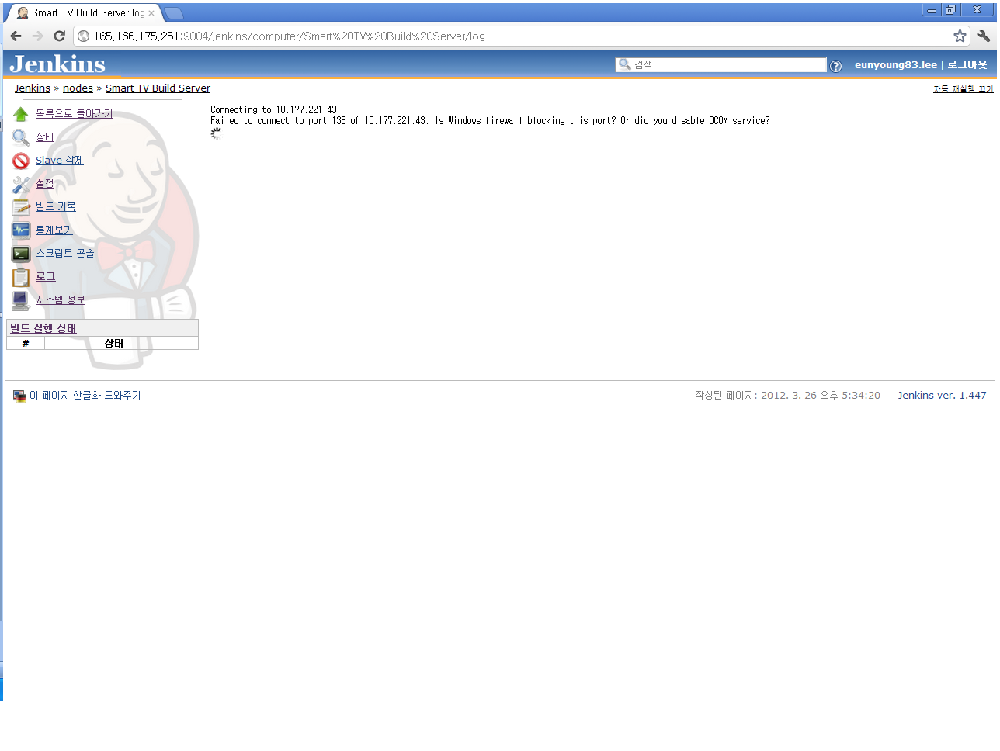 Smart TV Build Server log
165.186.175.251:9004/jenkins/computer/Smart%20TV%20Build%20Server/log
Jenkins
검색
eunyoung83.lee | 로그아웃
Jenkins » nodes » Smart TV Build Server
자동 재실행 끄기
목록으로 돌아가기
상태
Slave 삭제
설정
빌드 기록
통계보기
스크립트 콘솔
로그
시스템 정보
빌드 실행 상태
# 상태
Connecting to 10.177.221.43
Failed to connect to port 135 of 10.177.221.43. Is Windows firewall blocking this port? Or did you disable DCOM service?
이 페이지 한글화 도와주기
작성된 페이지: 2012. 3. 26 오후 5:34:20 Jenkins ver. 1.447